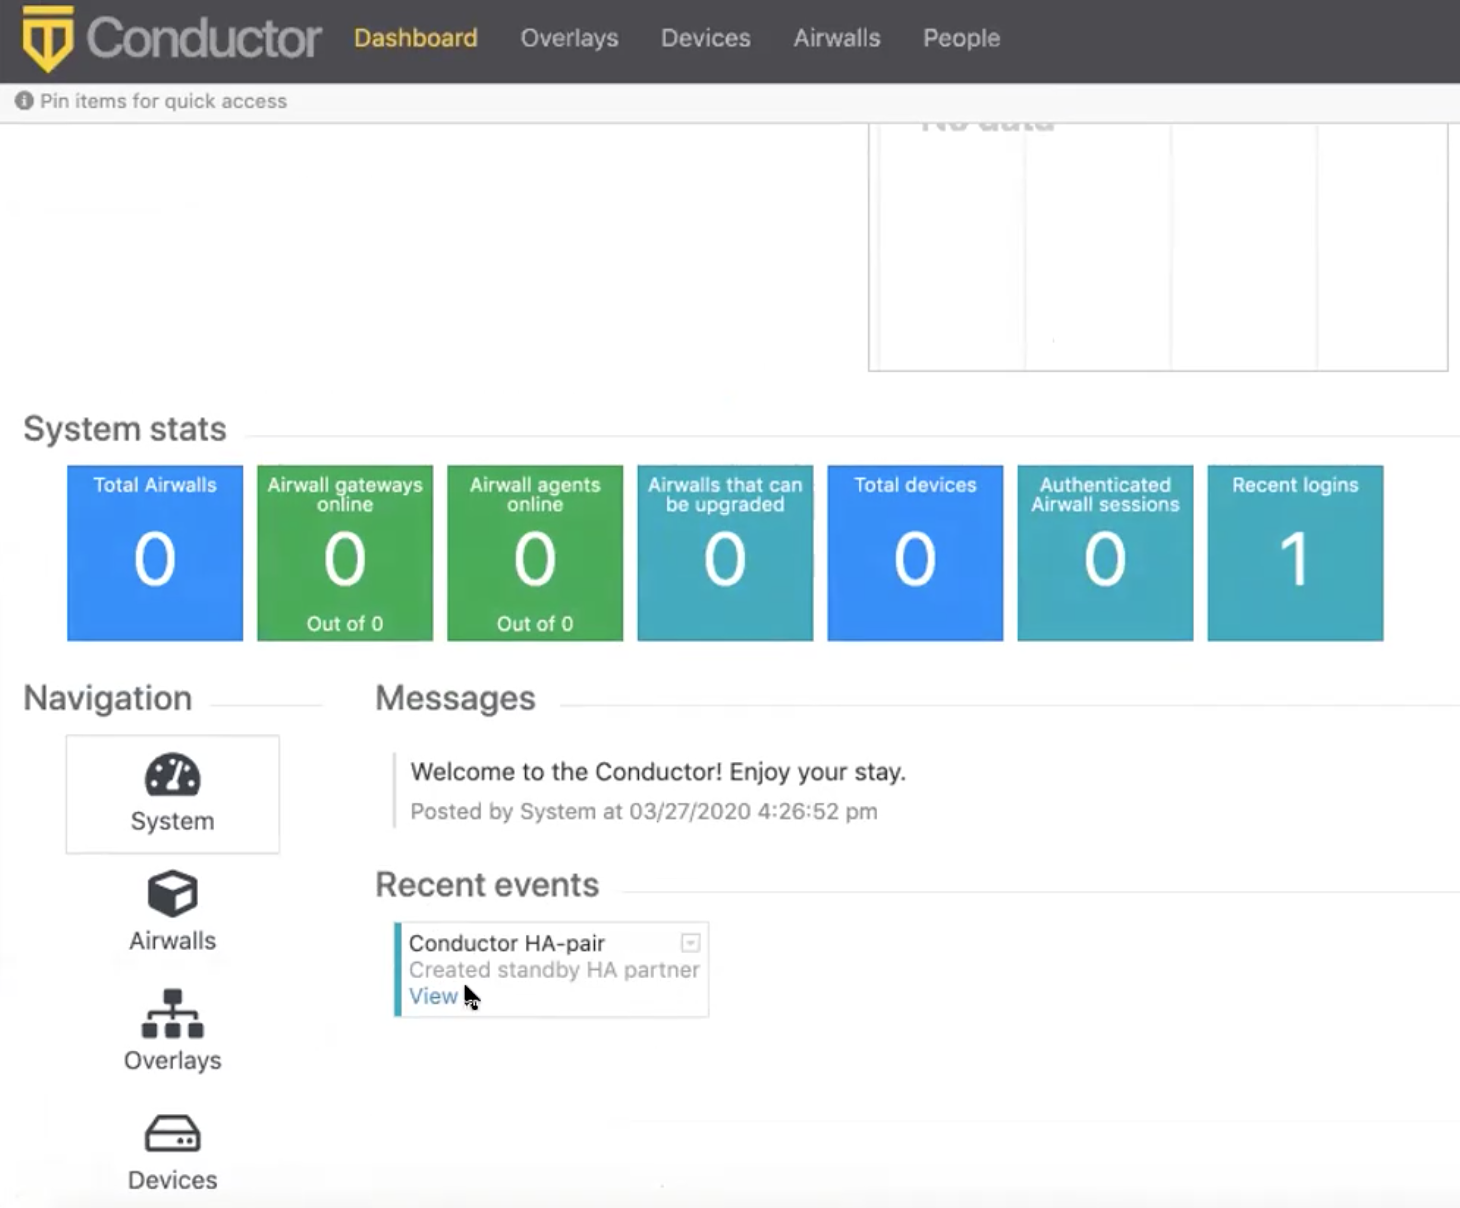 Conductor
Dashboard
Overlays
Devices
Airwalls
People
Pin items for quick access
No data
System stats
Total Airwalls
0
Airwall gateways
online
0
Out of 0
Airwall agents
online
0
Out of 0
Airwalls that can
be upgraded
0
Total devices
0
Authenticated
Airwall sessions
0
Recent logins
1
Navigation
System
Airwalls
Overlays
Devices
Messages
Welcome to the Conductor! Enjoy your stay.
Posted by System at 03/27/2020 4:26:52 pm
Recent events
Conductor HA-pair
Created standby HA partner
View